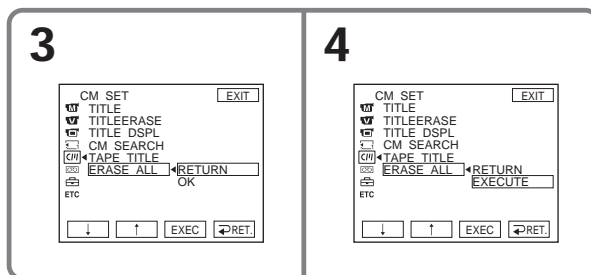 3
CM SET EXIT
TITLE
TITLEERASE
TITLE DSPL
CM SEARCH
TAPE TITLE
ERASE ALL RETURN
OK
ETC
↓ ↑ EXEC RET.
4
CM SET EXIT
TITLE
TITLEERASE
TITLE DSPL
CM SEARCH
TAPE TITLE
ERASE ALL RETURN
EXECUTE
ETC
↓ ↑ EXEC RET.